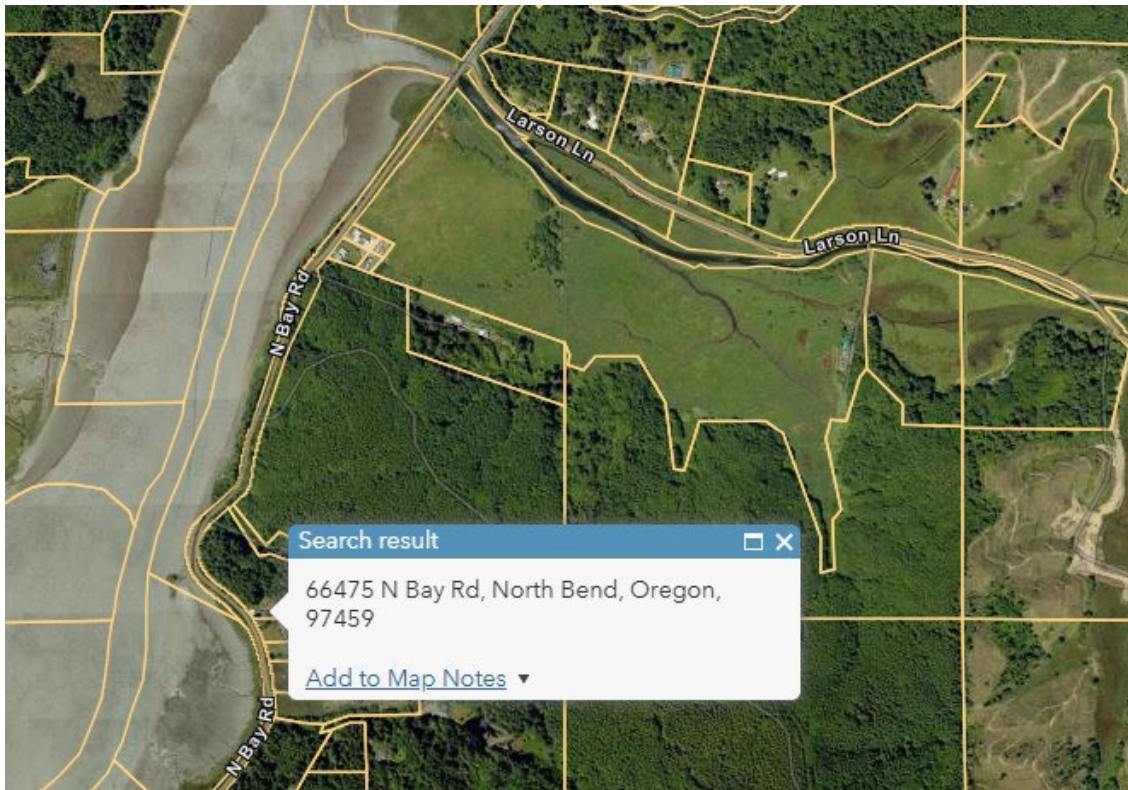 Larson Ln
Larson Ln
N Bay Rd
Search result
66475 N Bay Rd, North Bend, Oregon,
97459
Add to Map Notes
N Bay Rd